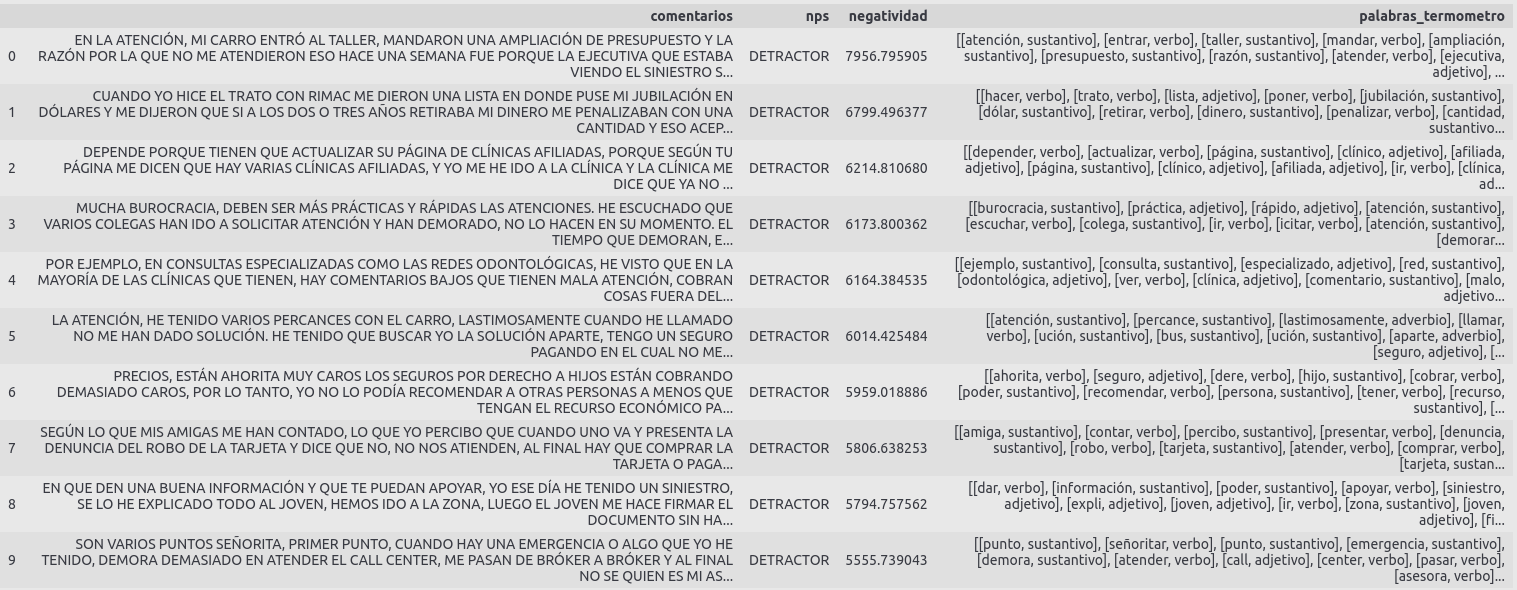 comentarios nps negatividad palabras_termometro
EN LA ATENCIÓN, MI CARRO ENTRÓ AL TALLER, MANDARON UNA AMPLIACIÓN DE PRESUPUESTO Y LA [[atención, sustantivo], [entrar, verbo], [taller, sustantivo], [mandar, verbo], [ampliación,
0 RAZÓN POR LA QUE NO ME ATENDIERON ESO HACE UNA SEMANA FUE PORQUE LA EJECUTIVA QUE ESTABA DETRACTOR 7956.795905 sustantivo], [presupuesto, sustantivo], [razón, sustantivo], [atender, verbo], [ejecutiva,
VIENDO EL SINIESTRO S... adjetivo], ...
CUANDO YO HICE EL TRATO CON RIMAC ME DIERON UNA LISTA EN DONDE PUSE MI JUBILACIÓN EN [[hacer, verbo], [trato, verbo], [lista, adjetivo], [poner, verbo], [jubilación, sustantivo],
1 DÓLARES Y ME DIJERON QUE SI A LOS DOS O TRES AÑOS RETIRABA MI DINERO ME PENALIZABAN CON UNA DETRACTOR 6799.496377 [dólar, sustantivo], [retirar, verbo], [dinero, sustantivo], [penalizar, verbo], [cantidad,
CANTIDAD Y ESO ACEP... sustantivo...
DEPENDE PORQUE TIENEN QUE ACTUALIZAR SU PÁGINA DE CLÍNICAS AFILIADAS, PORQUE SEGÚN TU [[depender, verbo], [actualizar, verbo], [página, sustantivo], [clínico, adjetivo], [afiliada,
2 PÁGINA ME DICEN QUE HAY VARIAS CLÍNICAS AFILIADAS, Y YO ME HE IDO A LA CLÍNICA Y LA CLÍNICA ME DETRACTOR 6214.810680 adjetivo], [página, sustantivo], [clínico, adjetivo], [afiliada, adjetivo], [ir, verbo], [clínica,
DICE QUE YA NO ... ad...
MUCHA BUROCRACIA, DEBEN SER MÁS PRÁCTICAS Y RÁPIDAS LAS ATENCIONES. HE ESCUCHADO QUE [[burocracia, sustantivo], [práctica, adjetivo], [rápido, adjetivo], [atención, sustantivo],
3 VARIOS COLEGAS HAN IDO A SOLICITAR ATENCIÓN Y HAN DEMORADO, NO LO HACEN EN SU MOMENTO. EL DETRACTOR 6173.800362 [escuchar, verbo], [colega, sustantivo], [ir, verbo], [icitar, verbo], [atención, sustantivo],
TIEMPO QUE DEMORAN, E... [demorar...
POR EJEMPLO, EN CONSULTAS ESPECIALIZADAS COMO LAS REDES ODONTOLÓGICAS, HE VISTO QUE EN LA [[ejemplo, sustantivo], [consulta, sustantivo], [especializado, adjetivo], [red, sustantivo],
4 MAYORÍA DE LAS CLÍNICAS QUE TIENEN, HAY COMENTARIOS BAJOS QUE TIENEN MALA ATENCIÓN, COBRAN DETRACTOR 6164.384535 [odontológica, adjetivo], [ver, verbo], [clínica, adjetivo], [comentario, sustantivo], [malo,
COSAS FUERA DEL... adjetivo...
LA ATENCIÓN, HE TENIDO VARIOS PERCANCES CON EL CARRO, LASTIMOSAMENTE CUANDO HE LLAMADO [[atención, sustantivo], [percance, sustantivo], [lastimosamente, adverbio], [llamar,
5 NO ME HAN DADO SOLUCIÓN. HE TENIDO QUE BUSCAR YO LA SOLUCIÓN APARTE, TENGO UN SEGURO DETRACTOR 6014.425484 verbo], [ución, sustantivo], [bus, sustantivo], [ución, sustantivo], [aparte, adverbio],
PAGANDO EN EL CUAL NO ME... [seguro, adjetivo], [...
PRECIOS, ESTÁN AHORITA MUY CAROS LOS SEGUROS POR DERECHO A HIJOS ESTÁN COBRANDO [[ahorita, verbo], [seguro, adjetivo], [dere, verbo], [hijo, sustantivo], [cobrar, verbo],
6 DEMASIADO CAROS, POR LO TANTO, YO NO LO PODÍA RECOMENDAR A OTRAS PERSONAS A MENOS QUE DETRACTOR 5959.018886 [poder, sustantivo], [recomendar, verbo], [persona, sustantivo], [tener, verbo], [recurso,
TENGAN EL RECURSO ECONÓMICO PA... sustantivo], [...
SEGÚN LO QUE MIS AMIGAS ME HAN CONTADO, LO QUE YO PERCIBO QUE CUANDO UNO VA Y PRESENTA LA [[amiga, sustantivo], [contar, verbo], [percibo, sustantivo], [presentar, verbo], [denuncia,
7 DENUNCIA DEL ROBO DE LA TARJETA Y DICE QUE NO, NO NOS ATIENDEN, AL FINAL HAY QUE COMPRAR LA DETRACTOR 5806.638253 sustantivo], [robo, verbo], [tarjeta, sustantivo], [atender, verbo], [comprar, verbo],
TARJETA O PAGA... [tarjeta, sustan...
EN QUE DEN UNA BUENA INFORMACIÓN Y QUE TE PUEDAN APOYAR, YO ESE DÍA HE TENIDO UN SINIESTRO, [[dar, verbo], [información, sustantivo], [poder, sustantivo], [apoyar, verbo], [siniestro,
8 SE LO HE EXPLICADO TODO AL JOVEN, HEMOS IDO A LA ZONA, LUEGO EL JOVEN ME HACE FIRMAR EL DETRACTOR 5794.757562 adjetivo], [expli, adjetivo], [joven, adjetivo], [ir, verbo], [zona, sustantivo], [joven,
DOCUMENTO SIN HA... adjetivo], [fi...
SON VARIOS PUNTOS SEÑORITA, PRIMER PUNTO, CUANDO HAY UNA EMERGENCIA O ALGO QUE YO HE [[punto, sustantivo], [señoritar, verbo], [punto, sustantivo], [emergencia, sustantivo],
9 TENIDO, DEMORA DEMASIADO EN ATENDER EL CALL CENTER, ME PASAN DE BRÓKER A BRÓKER Y AL FINAL DETRACTOR 5555.739043 [demora, sustantivo], [atender, verbo], [call, adjetivo], [center, verbo], [pasar, verbo],
NO SE QUIEN ES MI AS... [asesora, verbo]...